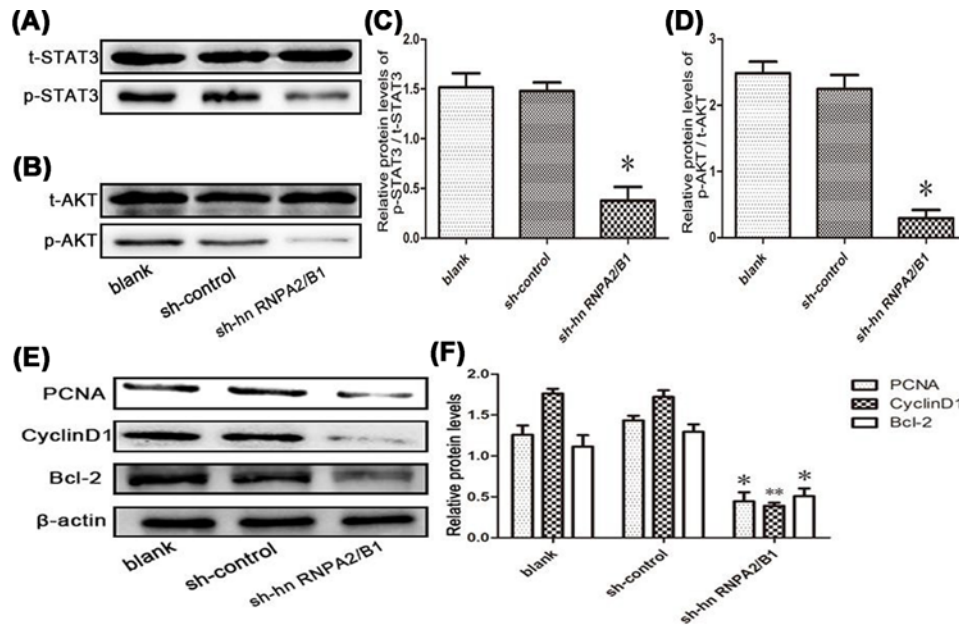 (A)
t-STAT3
p-STAT3
(B)
t-AKT
p-AKT
blank
sh-control
sh-hn RNPA2/B1
(C)
Relative protein levels of
p-STAT3 / t-STAT3
2.0
1.5
1.0
0.5
0.0
*
blank
sh-control
sh-hn RNPA2/B1
(D)
Relative protein levels of
p-AKT / t-AKT
3
2
1
0
*
blank
sh-control
sh-hn RNPA2/B1
(E)
PCNA
CyclinD1
Bcl-2
β-actin
blank
sh-control
sh-hn RNPA2/B1
(F)
Relative protein levels
2.0
1.5
1.0
0.5
0.0
* ** *
blank
sh-control
sh-hn RNPA2/B1
PCNA
CyclinD1
Bcl-2